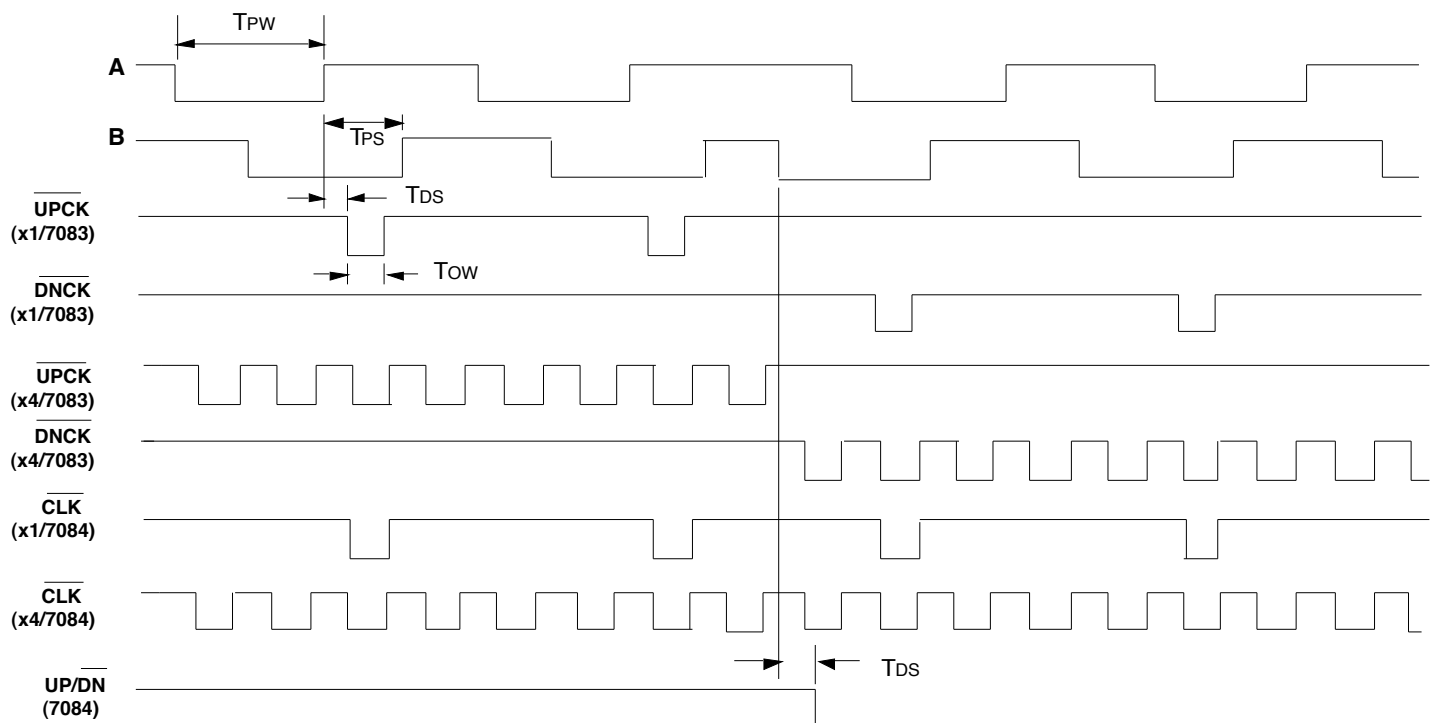 TPW
A
B
TPS
TDS
UPCK
(x1/7083)
TOW
DNCK
(x1/7083)
UPCK
(x4/7083)
DNCK
(x4/7083)
CLK
(x1/7084)
CLK
(x4/7084)
TDS
UP/DN
(7084)